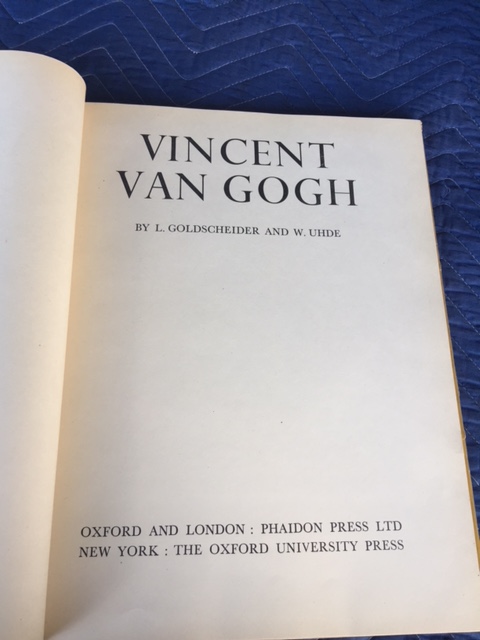 VINCENT
VAN GOGH
BY L. GOLDSCHEIDER AND W. UHDE
OXFORD AND LONDON : PHAIDON PRESS LTD
NEW YORK : THE OXFORD UNIVERSITY PRESS